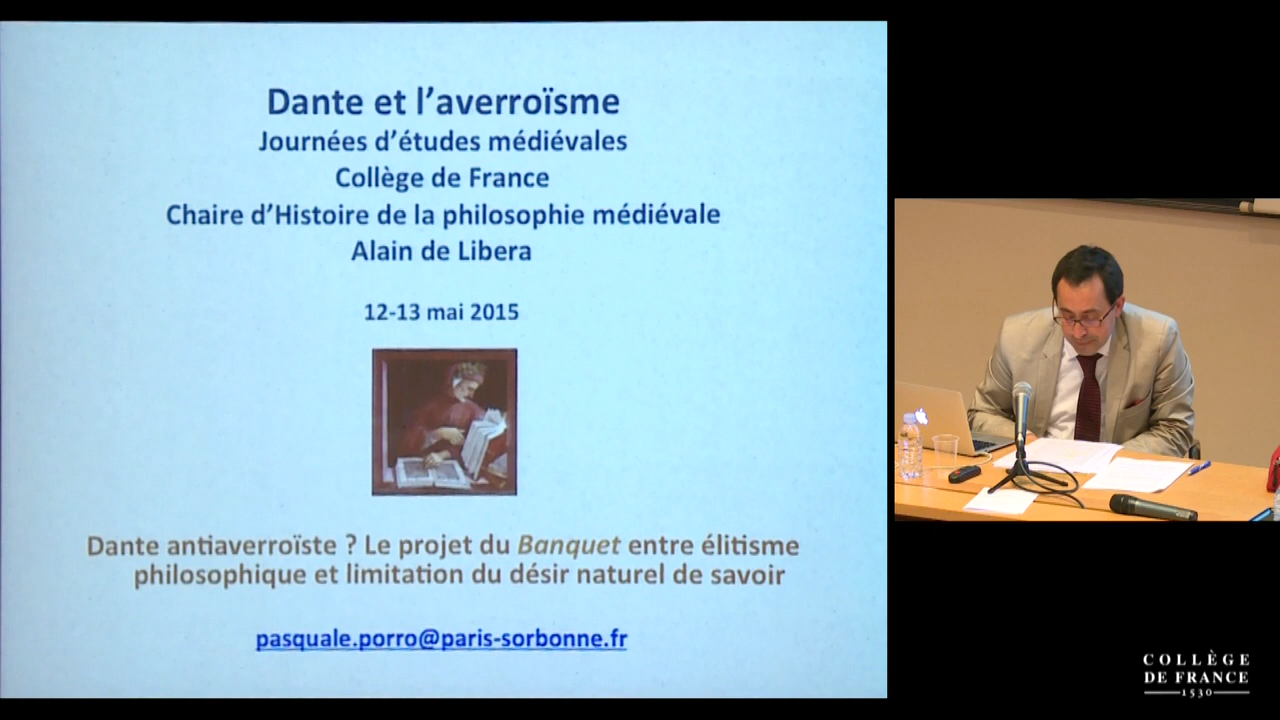 Dante et l'averroïsme
Journées d'études médiévales
Collège de France
Chaire d'Histoire de la philosophie médiévale
Alain de Libera
12-13 mai 2015
Dante antiaverroïste ? Le projet du Banquet entre élitisme
philosophique et limitation du désir naturel de savoir
pasquale.porro@paris-sorbonne.fr
COLLÈGE
DE FRANCE
1530